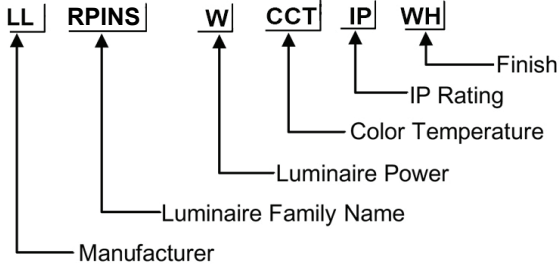 LL RPINS W CCT IP WH
Finish
IP Rating
Color Temperature
Luminaire Power
Luminaire Family Name
Manufacturer